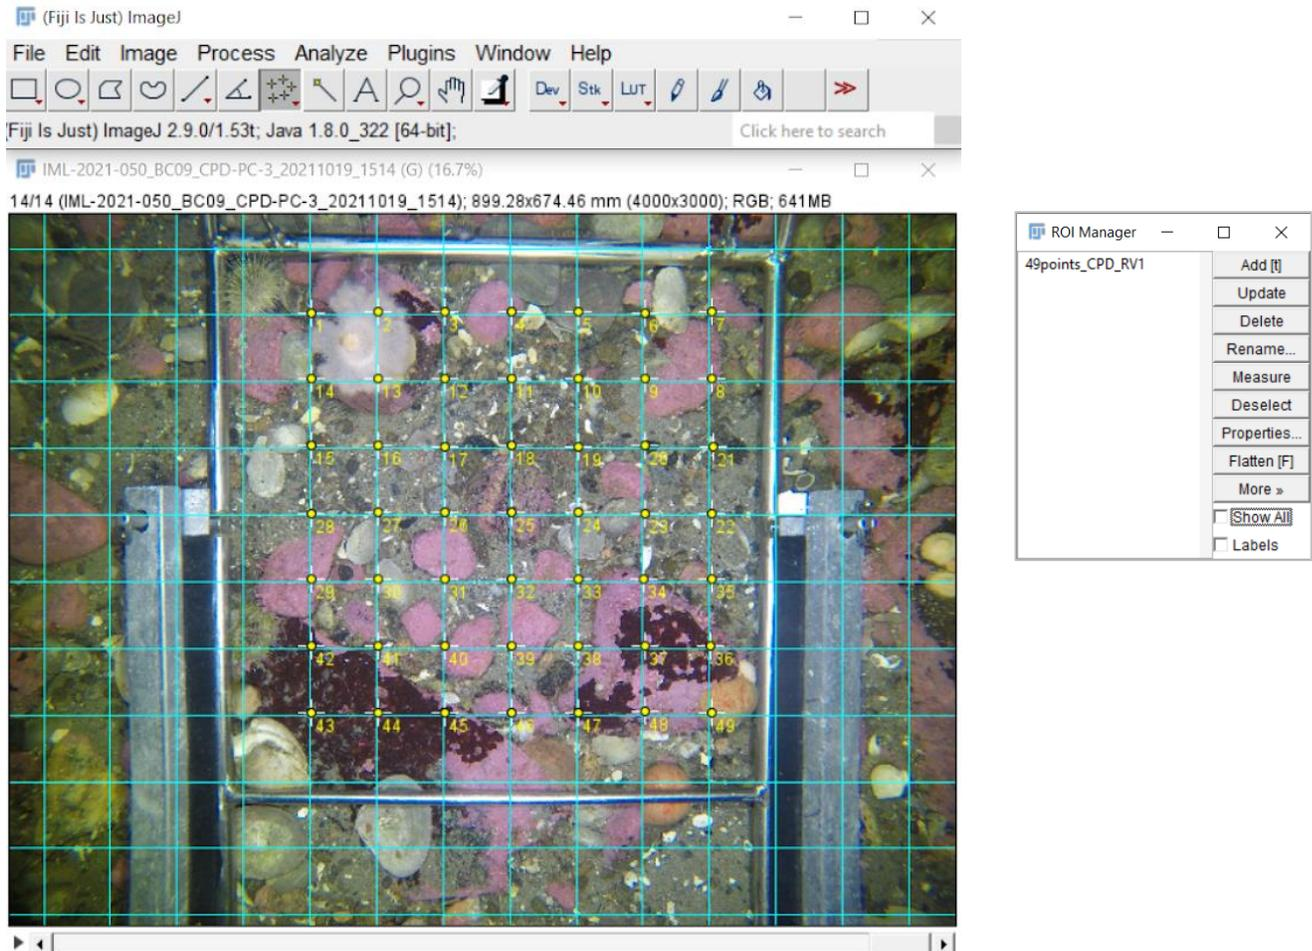 (Fiji Is Just) ImageJ
File Edit Image Process Analyze Plugins Window Help
Dev Stk LUT
(Fiji Is Just) ImageJ 2.9.0/1.53t; Java 1.8.0_322 [64-bit];
Click here to search
IML-2021-050_BC09_CPD-PC-3_20211019_1514 (G) (16.7%)
14/14 (IML-2021-050_BC09_CPD-PC-3_20211019_1514); 899.28x674.46 mm (4000x3000); RGB; 641MB
1 2 3 4 5 6 7
14 13 12 11 10 9 8
15 16 17 18 19 20 21
28 27 26 25 24 23 22
29 30 31 32 33 34 35
42 41 40 39 38 37 36
43 44 45 46 47 48 49
ROI Manager
49points_CPD_RV1
Add [t]
Update
Delete
Rename...
Measure
Deselect
Properties...
Flatten [F]
More »
Show All
Labels